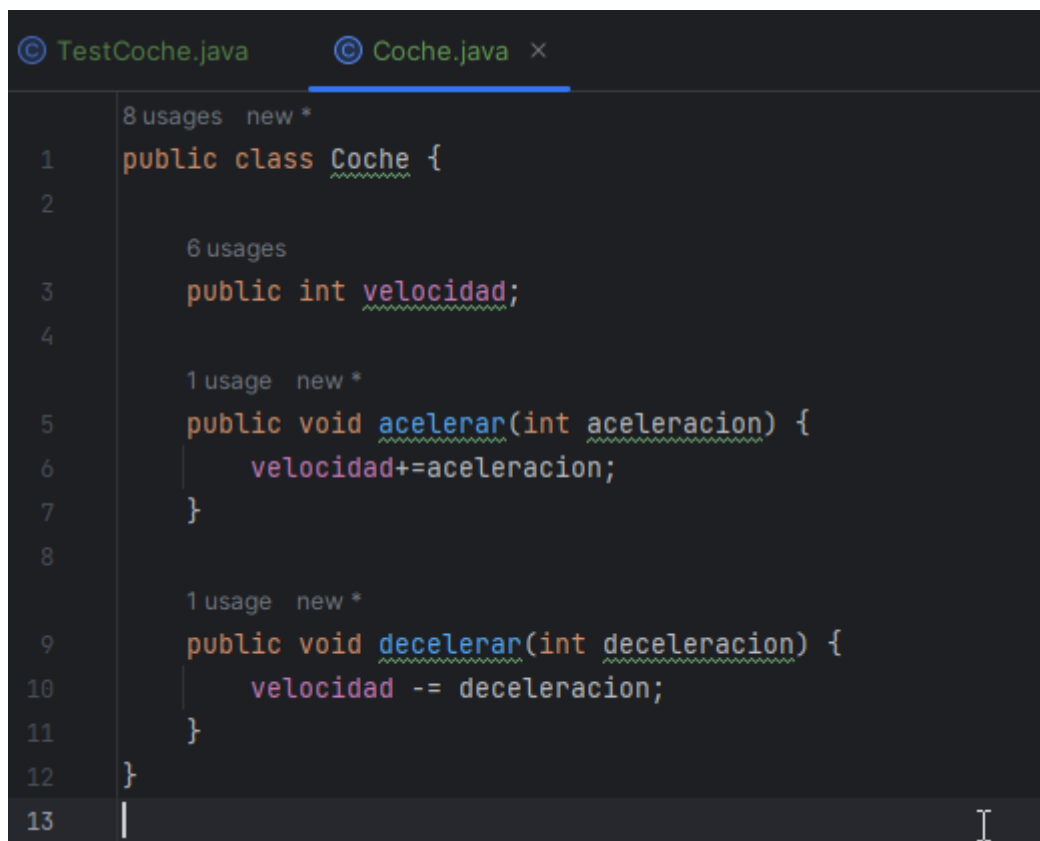 TestCoche.java Coche.java ×
8 usages new *
1 public class Coche {
2
6 usages
3 public int velocidad;
4
1 usage new *
5 public void acelerar(int aceleracion) {
6 velocidad+=aceleracion;
7 }
8
1 usage new *
9 public void decelerar(int deceleracion) {
10 velocidad -= deceleracion;
11 }
12 }
13